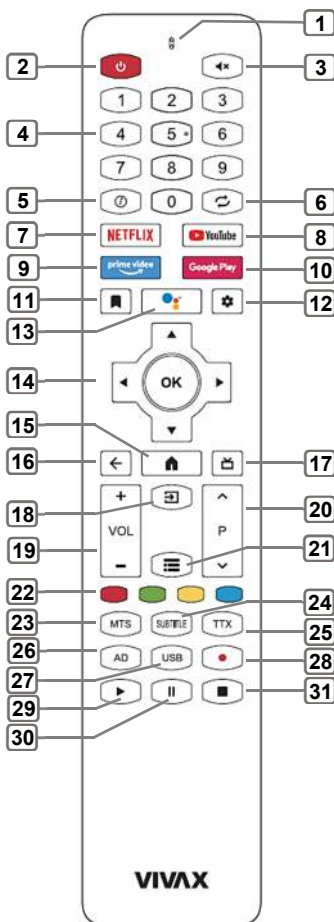 1
2
3
1 2 3
4
4 5 6
7 8 9
5
0
6
7
NETFLIX
YouTube
8
9
prime video
Google Play
10
11
12
13
14
OK
15
16
17
18
+
VOL
-
P
19
20
21
22
23
24
MTS
SUBTITLE
TTX
25
26
AD
USB
27
28
29
30
31
VIVAX